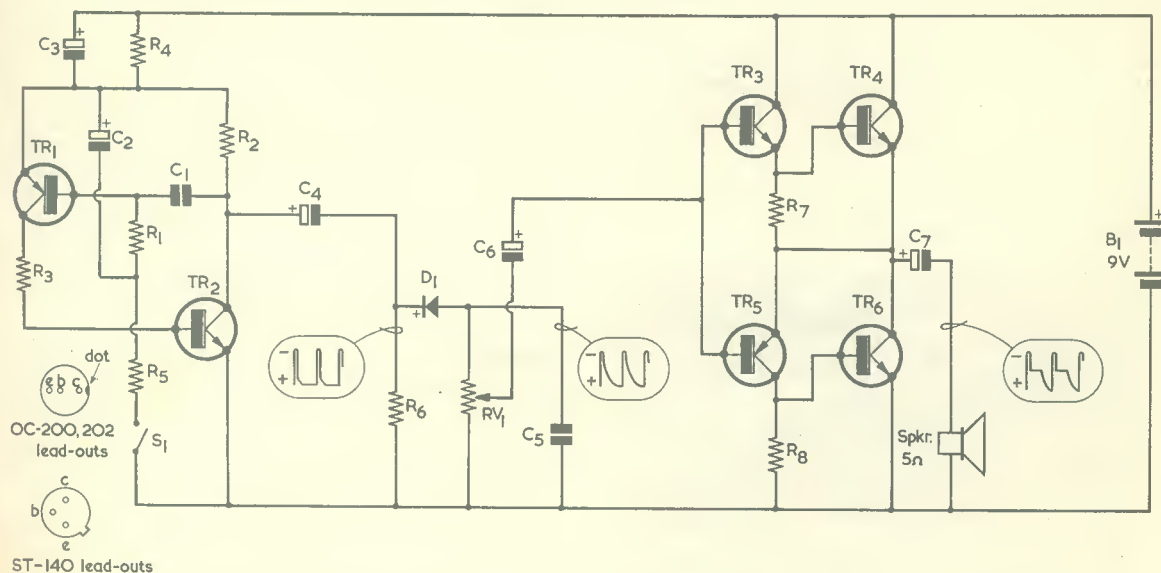 C3
+
R4
TR3
TR4
+
C2
R2
TR1
C1
C4
+
R1
R7
+
C6
C7
+
+
B1
9V
R3
TR2
D1
+
TR5
TR6
dot
e b c
R5
-
+
-
+
-
+
OC-200, 202
lead-outs
S1
R6
RV1
C5
R8
Spkr.
5Ω
c
b
e
ST-140 lead-outs